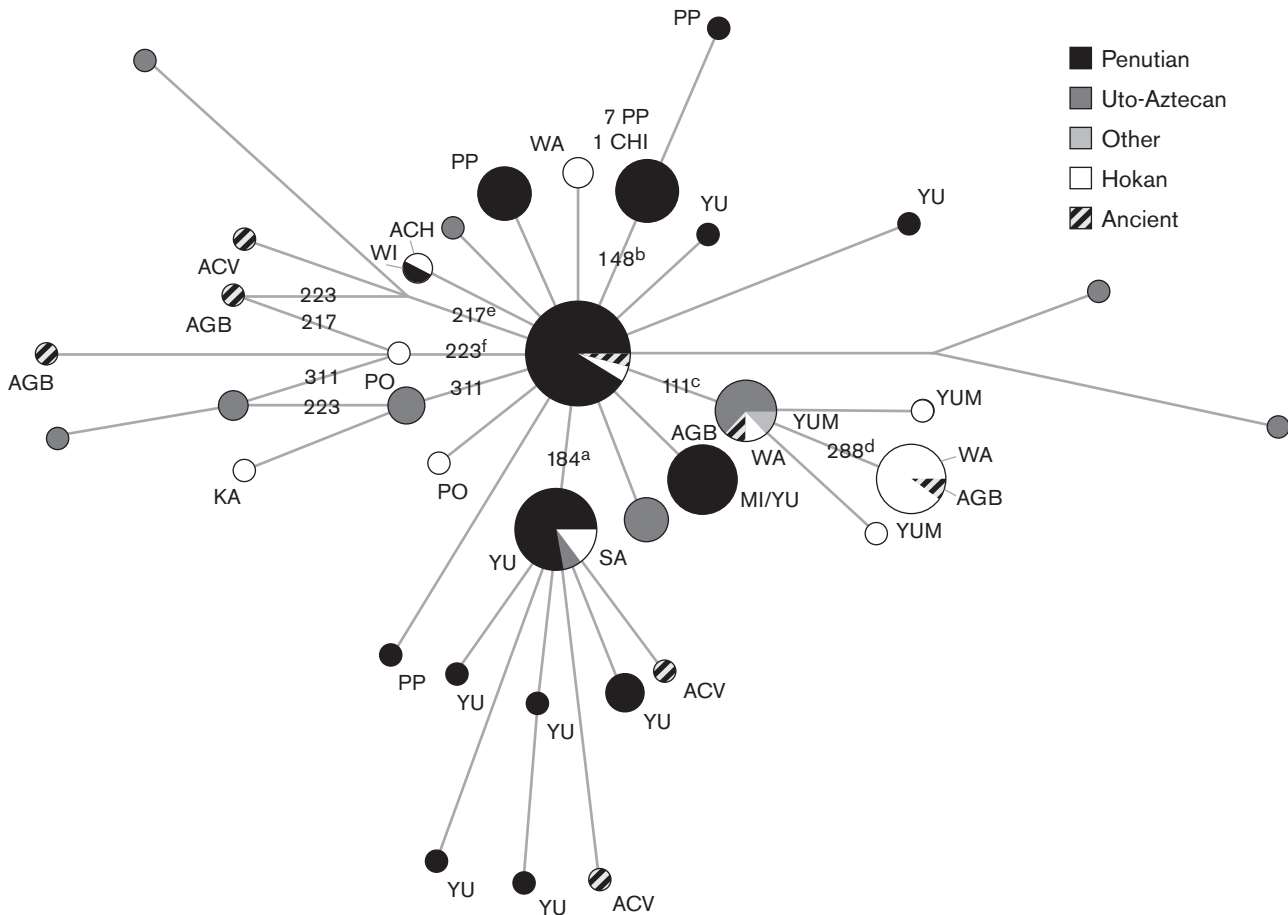 PP
Penutian
Uto-Aztecan
Other
Hokan
Ancient
7 PP
1 CHI
WA
PP
YU
YU
ACH
WI
ACV
148ᵇ
223
217ᵉ
AGB
217
223ᶠ
AGB
311
PO
311
111ᶜ
223
YUM
YUM
AGB
WA
288ᵈ
WA
184ᵃ
KA
PO
MI/YU
AGB
YUM
YU
SA
PP
YU
ACV
YU
YU
YU
YU
ACV